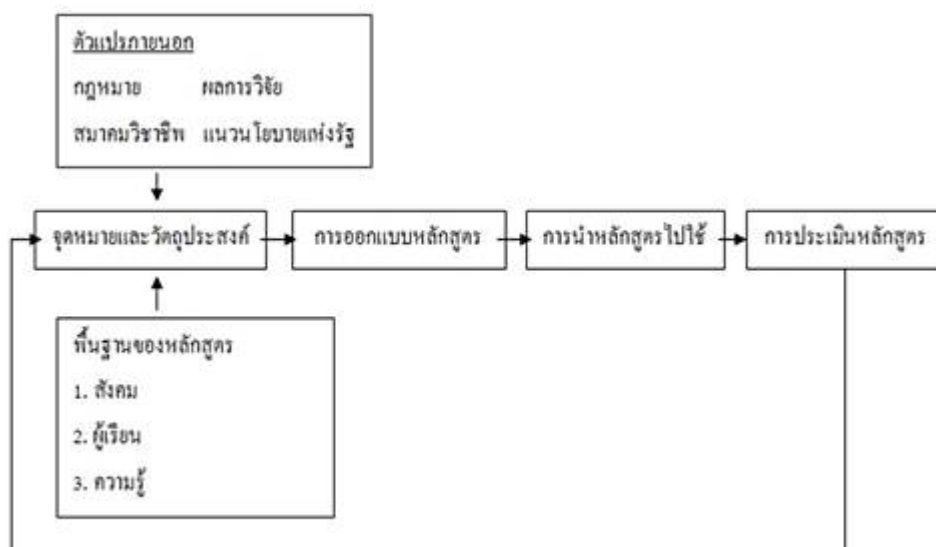 ตัวแปรภายนอก
กฎหมาย ผลการวิจัย
สมาคมวิชาชีพ แนวนโยบายแห่งรัฐ
จุดหมายและวัตถุประสงค์
การออกแบบหลักสูตร
การนำหลักสูตรไปใช้
การประเมินหลักสูตร
พื้นฐานของหลักสูตร
1. สังคม
2. ผู้เรียน
3. ความรู้